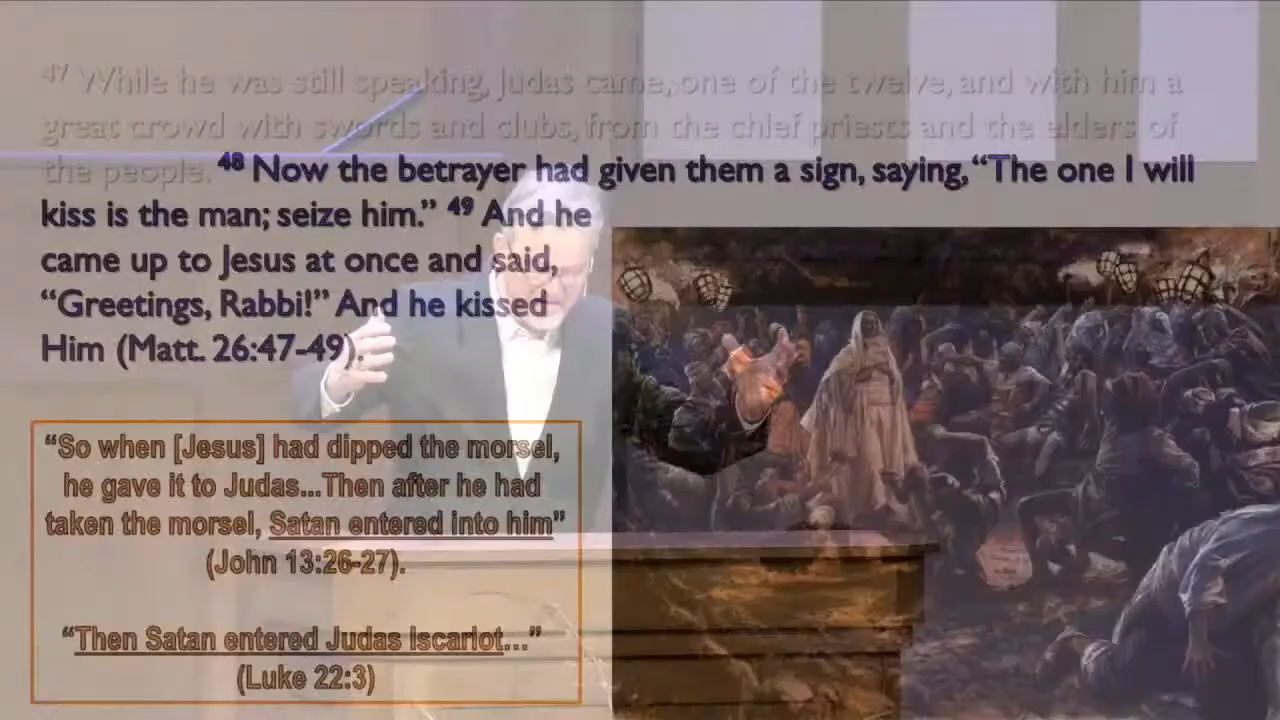 47 While he was still speaking, Judas came, one of the twelve, and with him a
great crowd with swords and clubs, from the chief priests and the elders of
the people. 48 Now the betrayer had given them a sign, saying, “The one I will
kiss is the man; seize him.” 49 And he
came up to Jesus at once and said,
“Greetings, Rabbi!” And he kissed
Him (Matt. 26:47-49).
“So when [Jesus] had dipped the morsel,
he gave it to Judas...Then after he had
taken the morsel, Satan entered into him”
(John 13:26-27).
“Then Satan entered Judas Iscariot...”
(Luke 22:3)